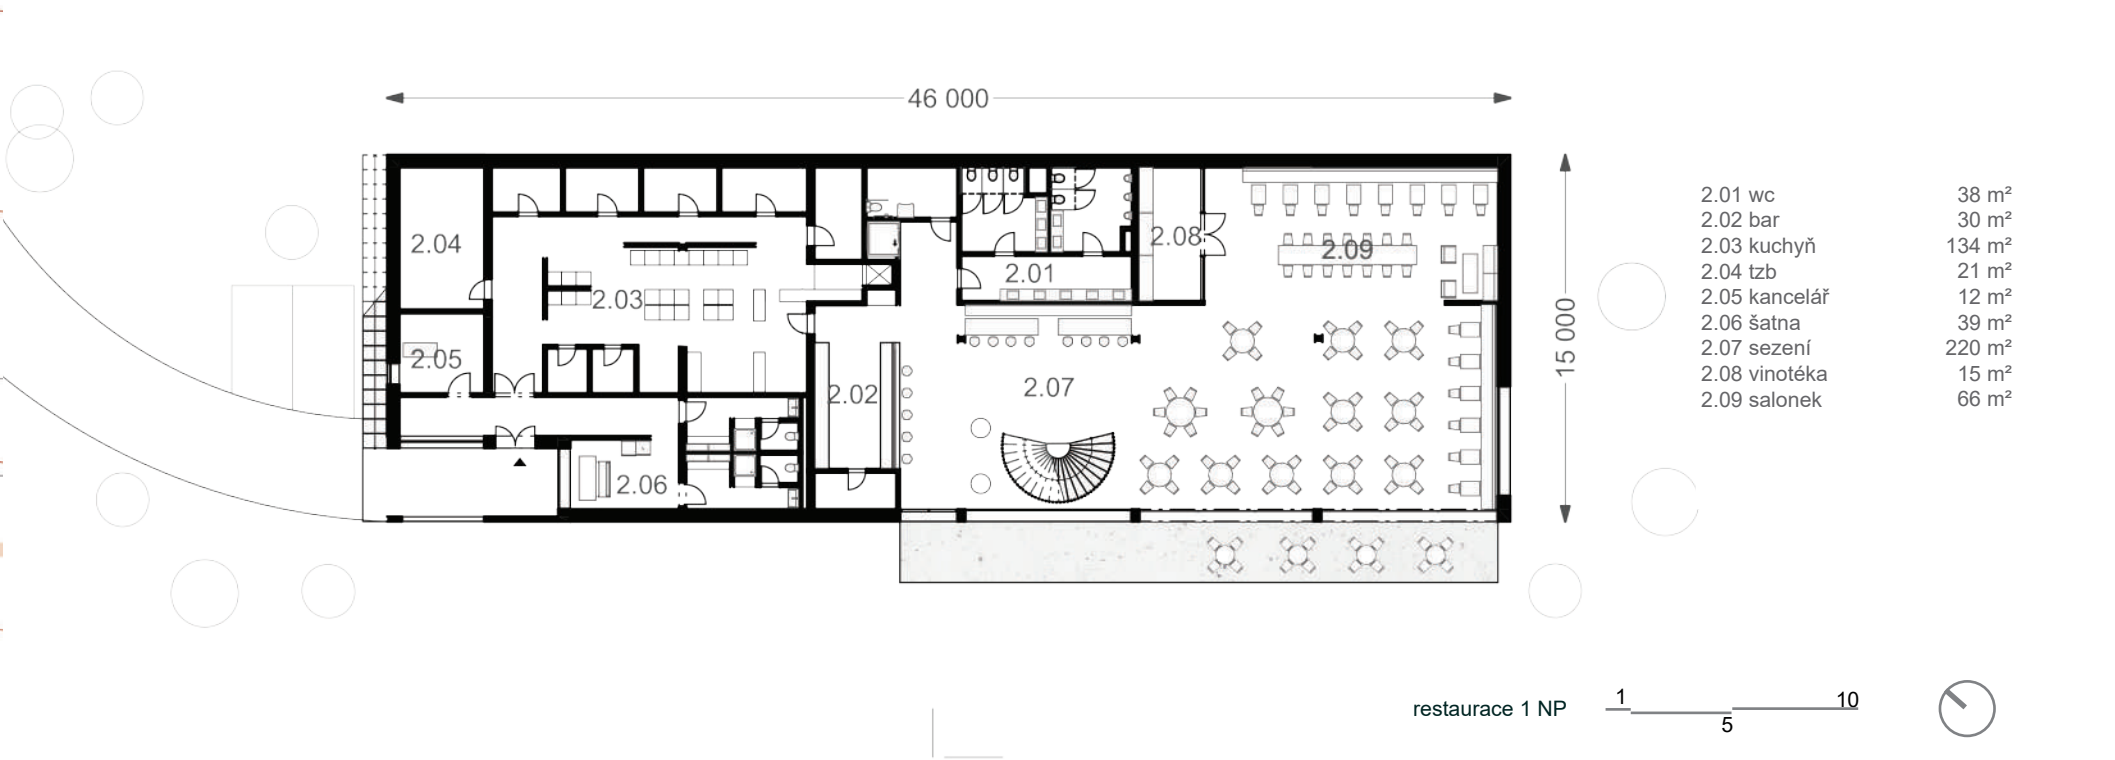 46 000
2.04
2.03
2.01
2.08
2.09
2.05
2.02
2.07
2.06
15 000
2.01 wc 38 m²
2.02 bar 30 m²
2.03 kuchyň 134 m²
2.04 tzb 21 m²
2.05 kancelář 12 m²
2.06 šatna 39 m²
2.07 sezení 220 m²
2.08 vinotéka 15 m²
2.09 salonek 66 m²
restaurace 1 NP
1
5
10